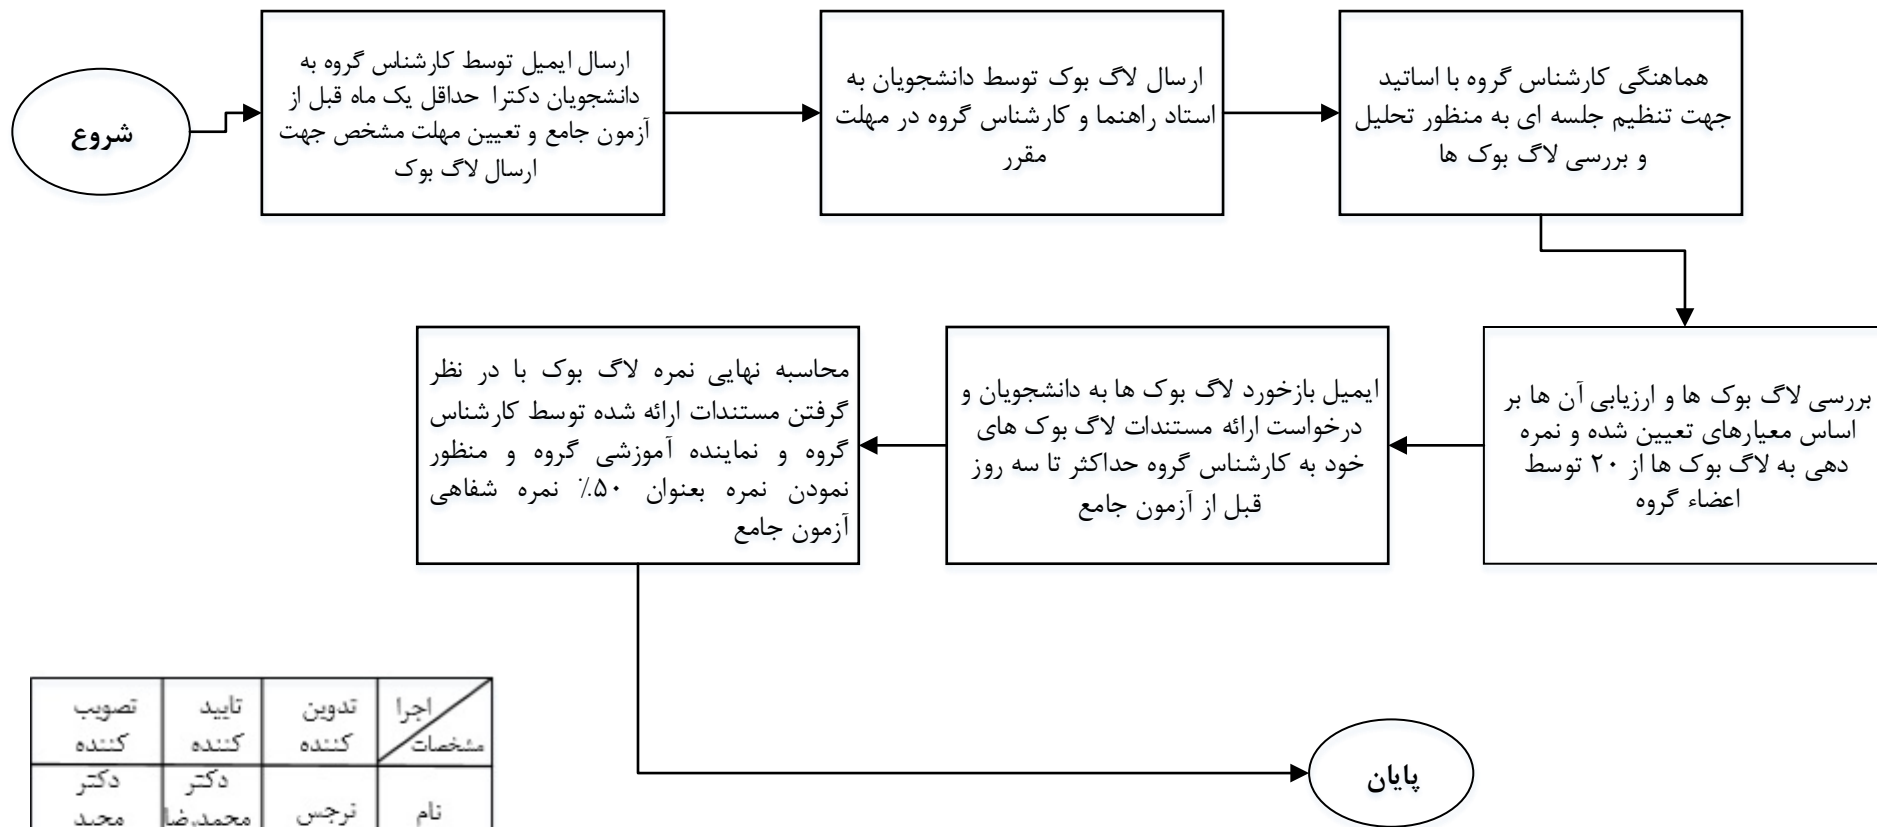 شروع
ارسال ایمیل توسط کارشناس گروه به
دانشجویان دکترا حداقل یک ماه قبل از
آزمون جامع و تعیین مهلت مشخص جهت
ارسال لاگ بوک
ارسال لاگ بوک توسط دانشجویان به
استاد راهنما و کارشناس گروه در مهلت
مقرر
هماهنگی کارشناس گروه با اساتید
جهت تنظیم جلسه ای به منظور تحلیل
و بررسی لاگ بوک ها
بررسی لاگ بوک ها و ارزیابی آن ها بر
اساس معیارهای تعیین شده و نمره
دهی به لاگ بوک ها از ۲۰ توسط
اعضاء گروه
ایمیل بازخورد لاگ بوک ها به دانشجویان و
درخواست ارائه مستندات لاگ بوک های
خود به کارشناس گروه حداکثر تا سه روز
قبل از آزمون جامع
محاسبه نهایی نمره لاگ بوک با در نظر
گرفتن مستندات ارائه شده توسط کارشناس
گروه و نماینده آموزشی گروه و منظور
نمودن نمره بعنوان ۵۰٪ نمره شفاهی
آزمون جامع
پایان
اجرا
مشخصات
تدوین
کننده
تایید
کننده
تصویب
کننده
نام
نرجس
دکتر
محمدرضا
دکتر
مجید